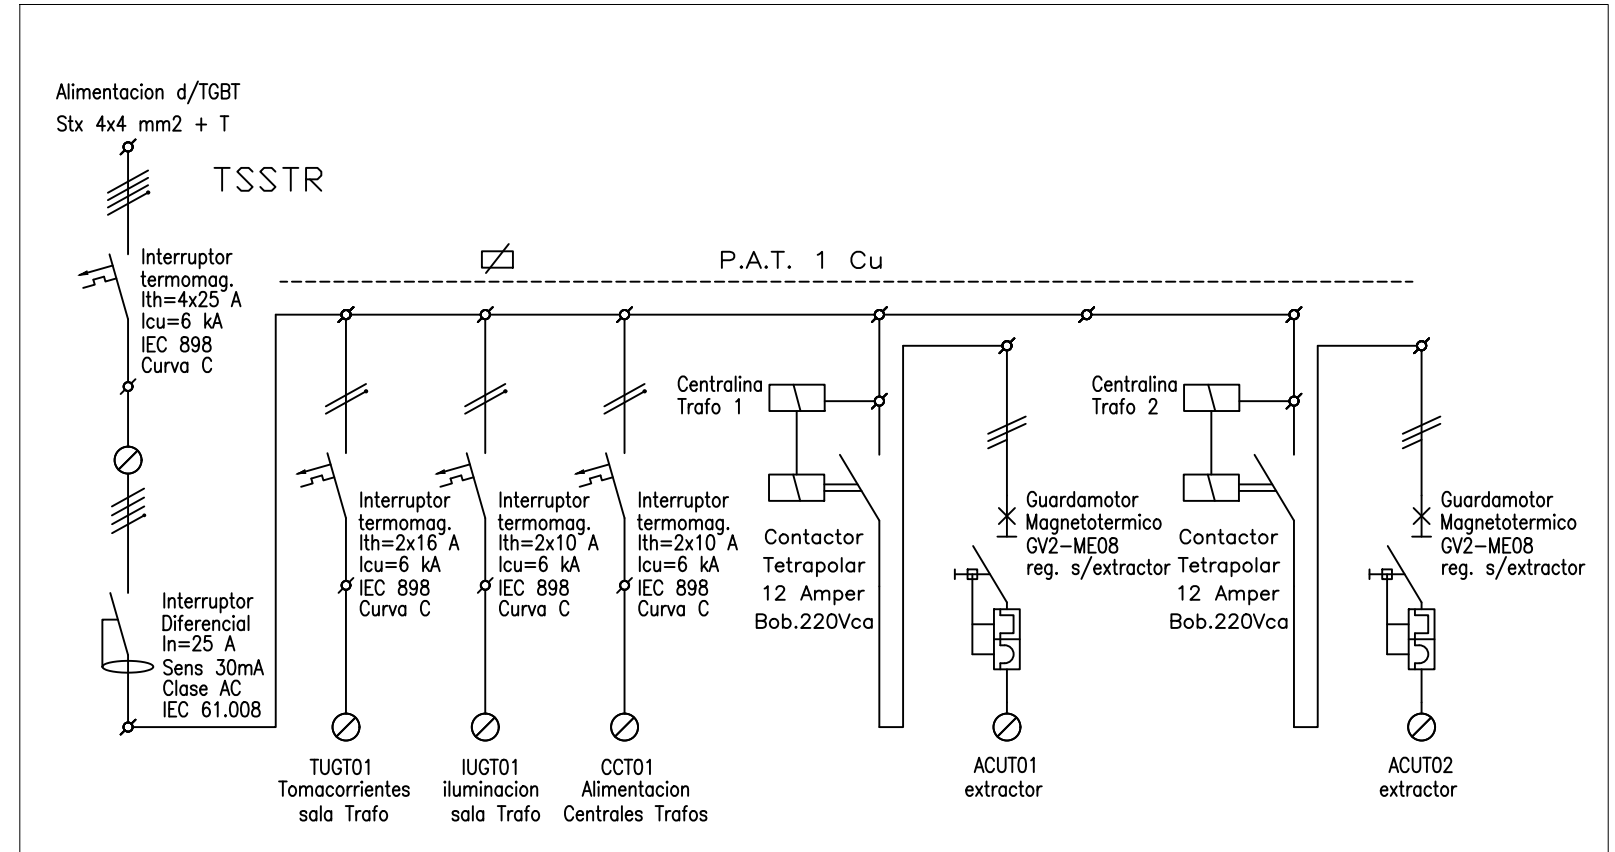 Alimentacion d/TGBT
Stx 4x4 mm2 + T
TSSTR
Interruptor
termomag.
Ith=4x25 A
Icu=6 kA
IEC 898
Curva C
P.A.T. 1 Cu
Interruptor
Diferencial
In=25 A
Sens 30mA
Clase AC
IEC 61.008
Interruptor
termomag.
Ith=2x16 A
Icu=6 kA
IEC 898
Curva C
TUGT01
Tomacorrientes
sala Trafo
Interruptor
termomag.
Ith=2x10 A
Icu=6 kA
IEC 898
Curva C
IUGT01
iluminacion
sala Trafo
Interruptor
termomag.
Ith=2x10 A
Icu=6 kA
IEC 898
Curva C
CCT01
Alimentacion
Centrales Trafos
Centralina
Trafo 1
Contactor
Tetrapolar
12 Amper
Bob.220Vca
Guardamotor
Magnetotermico
GV2-ME08
reg. s/extractor
ACUT01
extractor
Centralina
Trafo 2
Contactor
Tetrapolar
12 Amper
Bob.220Vca
Guardamotor
Magnetotermico
GV2-ME08
reg. s/extractor
ACUT02
extractor